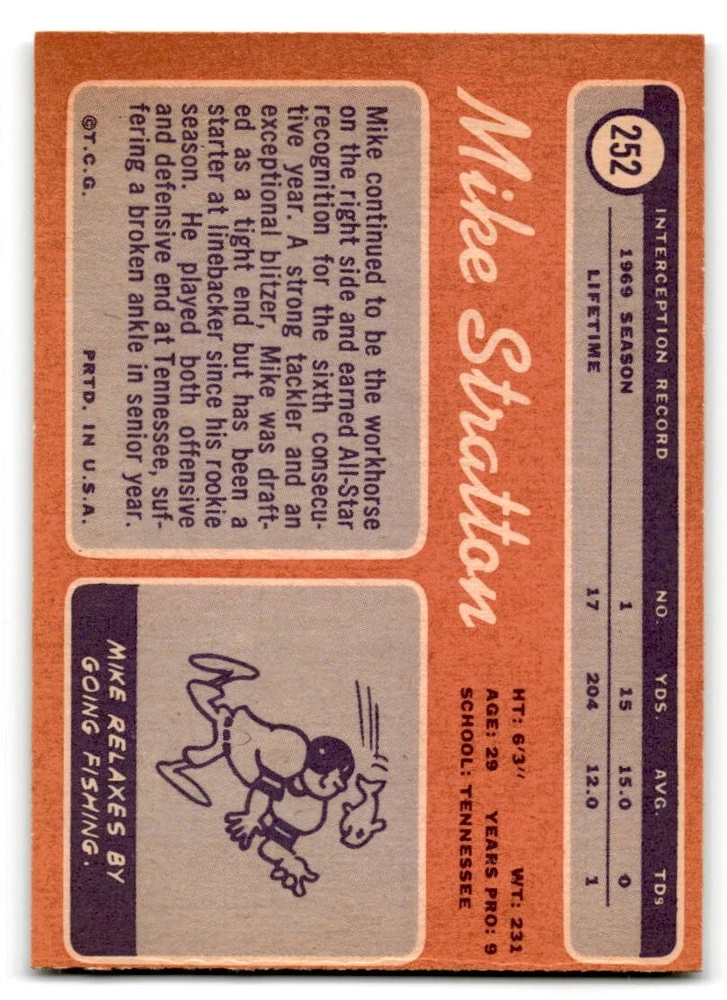 252
INTERCEPTION RECORD NO. YDS. AVG. TDs
1969 SEASON 1 15 15.0 0
LIFETIME 17 204 12.0 1
Mike Stratton
HT: 6'3" WT: 231
AGE: 29 YEARS PRO: 9
SCHOOL: TENNESSEE
Mike continued to be the workhorse
on the right side and earned All-Star
recognition for the sixth consecu-
tive year. A strong tackler and an
exceptional blitzer, Mike was draft-
ed as a tight end but has been a
starter at linebacker since his rookie
season. He played both offensive
and defensive end at Tennessee, suf-
fering a broken ankle in senior year.
©T.C.G. PRTD. IN U.S.A.
MIKE RELAXES BY
GOING FISHING.